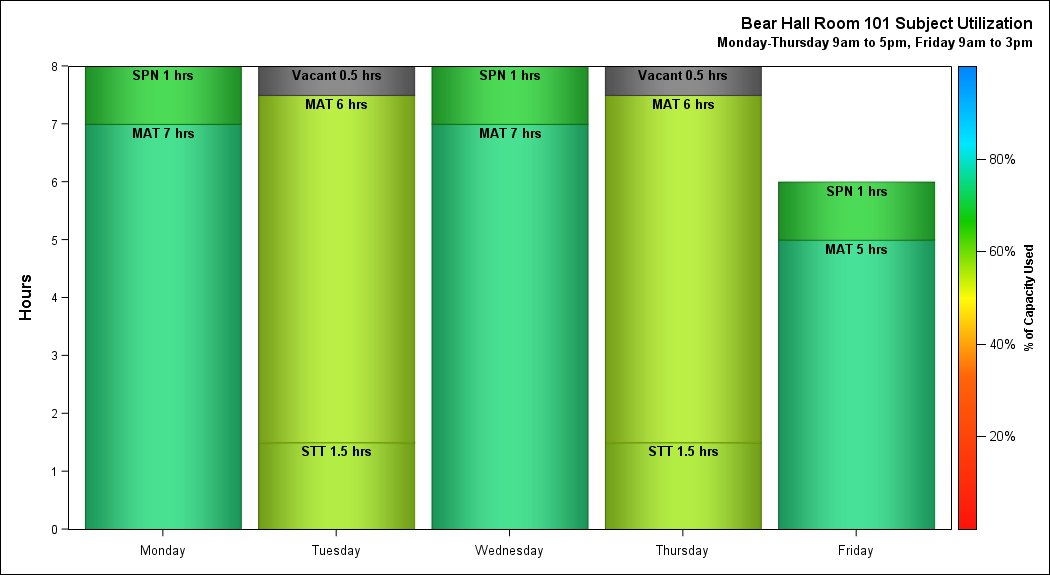 Bear Hall Room 101 Subject Utilization
Monday-Thursday 9am to 5pm, Friday 9am to 3pm
Hours
8
7
6
5
4
3
2
1
0
SPN 1 hrs
MAT 7 hrs
Vacant 0.5 hrs
MAT 6 hrs
STT 1.5 hrs
SPN 1 hrs
MAT 7 hrs
Vacant 0.5 hrs
MAT 6 hrs
STT 1.5 hrs
SPN 1 hrs
MAT 5 hrs
Monday
Tuesday
Wednesday
Thursday
Friday
80%
60%
40%
20%
% of Capacity Used